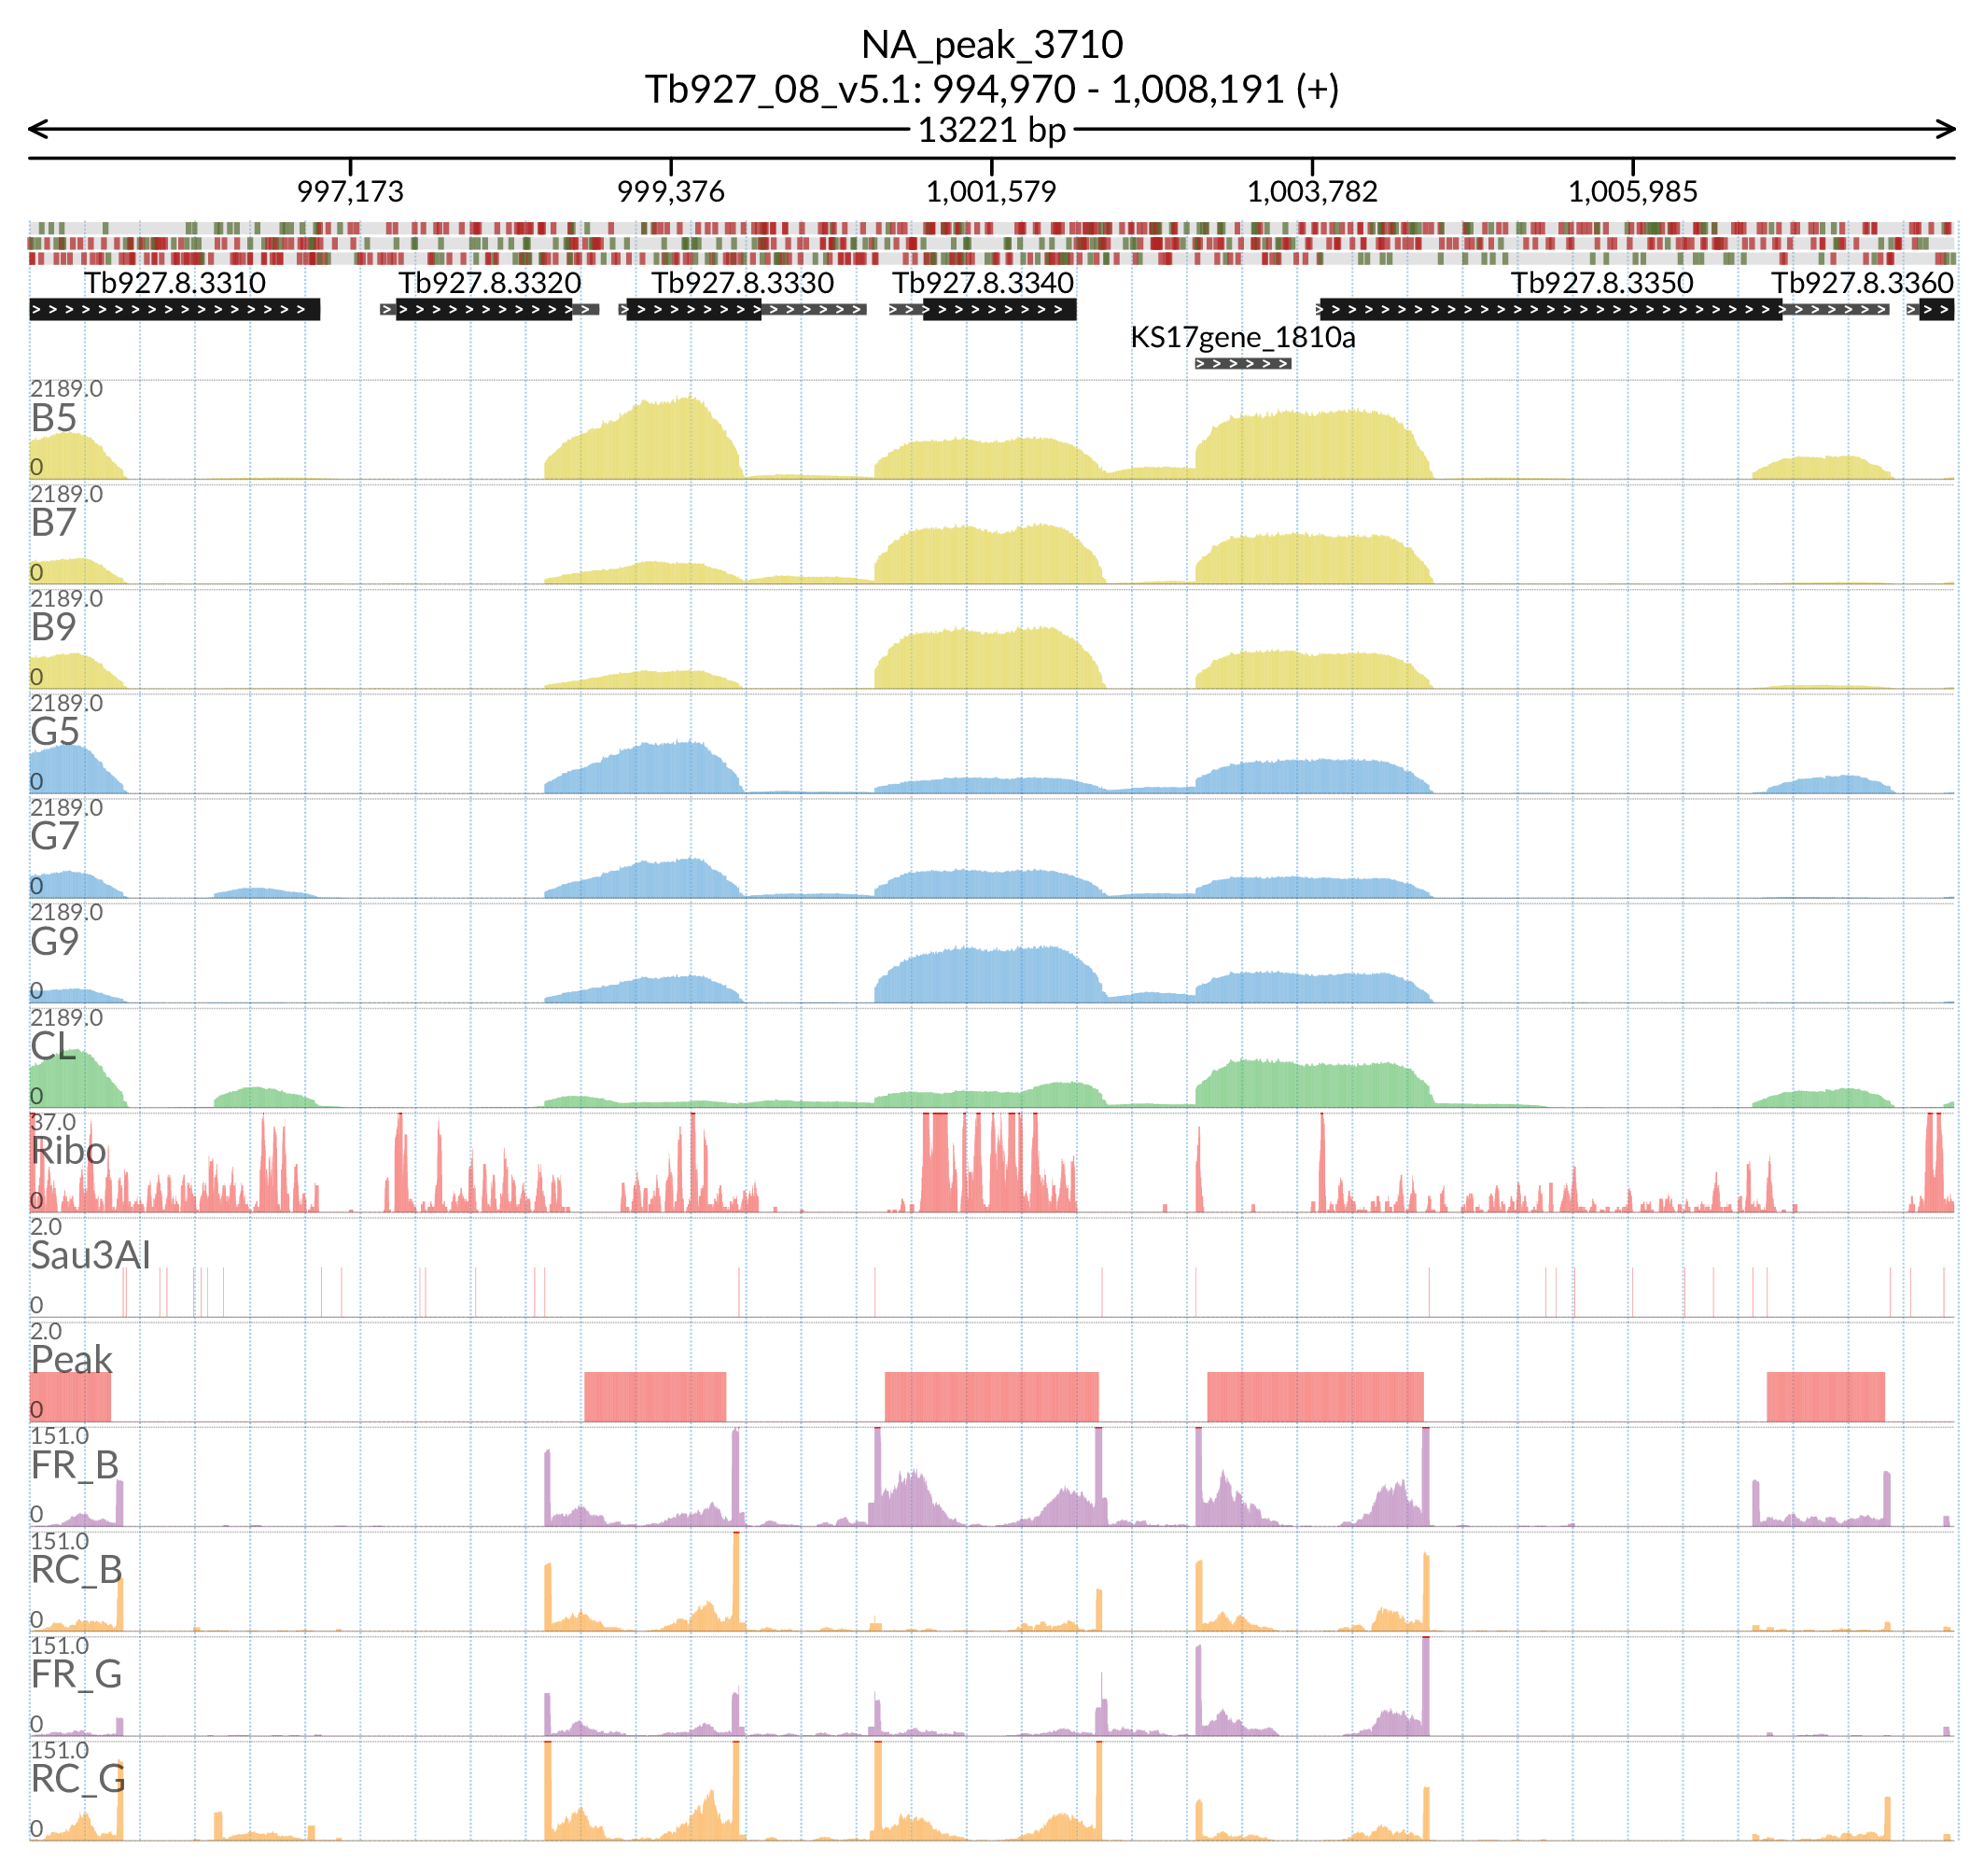 NA_peak_3710
Tb927_08_v5.1: 994,970 - 1,008,191 (+)
13221 bp
997,173 999,376 1,001,579 1,003,782 1,005,985
Tb927.8.3310 Tb927.8.3320 Tb927.8.3330 Tb927.8.3340 Tb927.8.3350 Tb927.8.3360
KS17gene_1810a
2189.0
B5
0
2189.0
B7
0
2189.0
B9
0
2189.0
G5
0
2189.0
G7
0
2189.0
G9
0
2189.0
CL
0
37.0
Ribo
0
2.0
Sau3AI
0
2.0
Peak
0
151.0
FR_B
0
151.0
RC_B
0
151.0
FR_G
0
151.0
RC_G
0